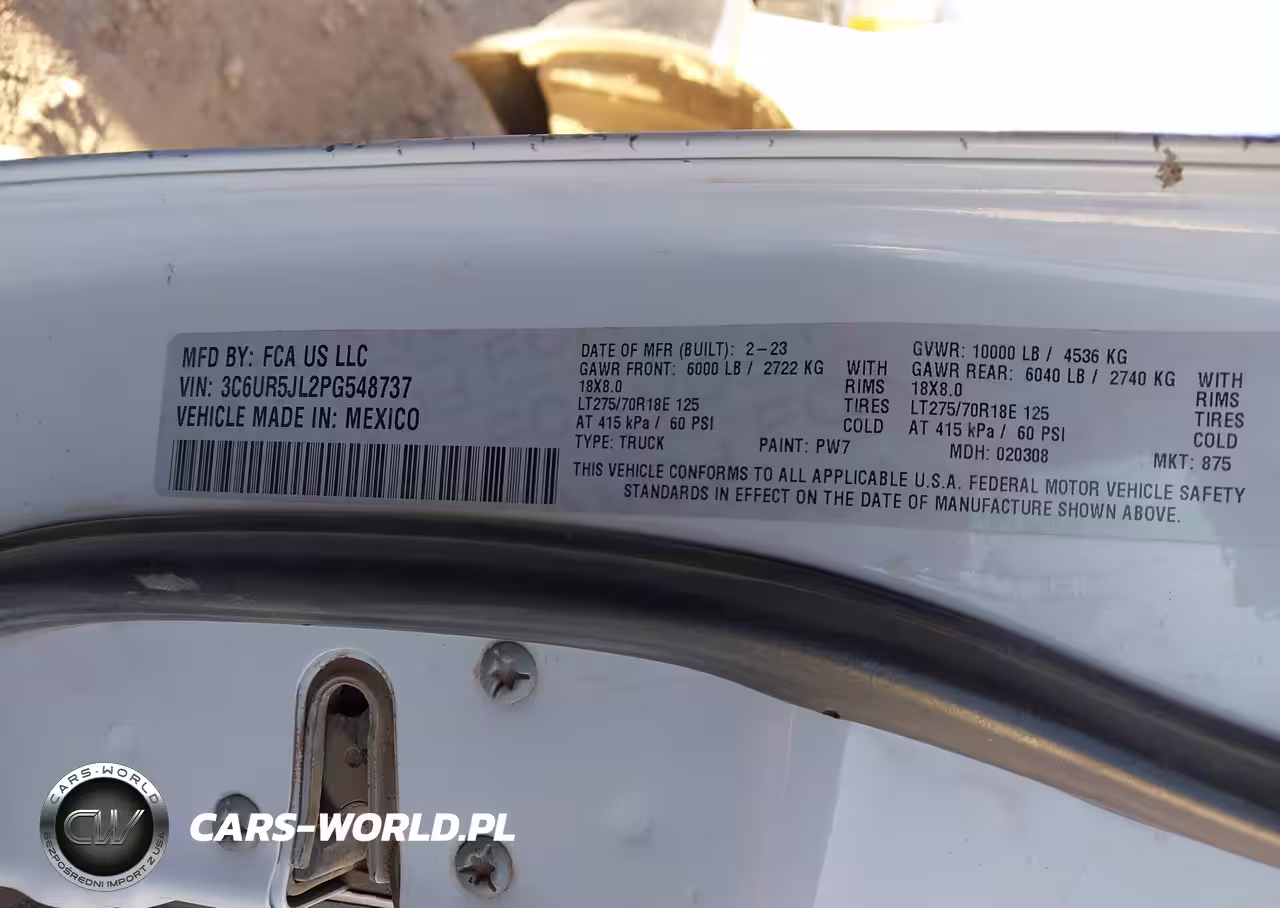 MFD BY: FCA US LLC
VIN: 3C6UR5JL2PG548737
VEHICLE MADE IN: MEXICO
DATE OF MFR (BUILT): 2-23
GAWR FRONT: 6000 LB / 2722 KG WITH
18X8.0 RIMS
LT275/70R18E 125 TIRES
AT 415 kPa / 60 PSI COLD
TYPE: TRUCK PAINT: PW7
GVWR: 10000 LB / 4536 KG
GAWR REAR: 6040 LB / 2740 KG WITH
18X8.0 RIMS
LT275/70R18E 125 TIRES
AT 415 kPa / 60 PSI COLD
MDH: 020308 MKT: 875
THIS VEHICLE CONFORMS TO ALL APPLICABLE U.S.A. FEDERAL MOTOR VEHICLE SAFETY
STANDARDS IN EFFECT ON THE DATE OF MANUFACTURE SHOWN ABOVE.
CARS-WORLD
CW
BEZPOŚREDNI IMPORT Z USA
CARS-WORLD.PL